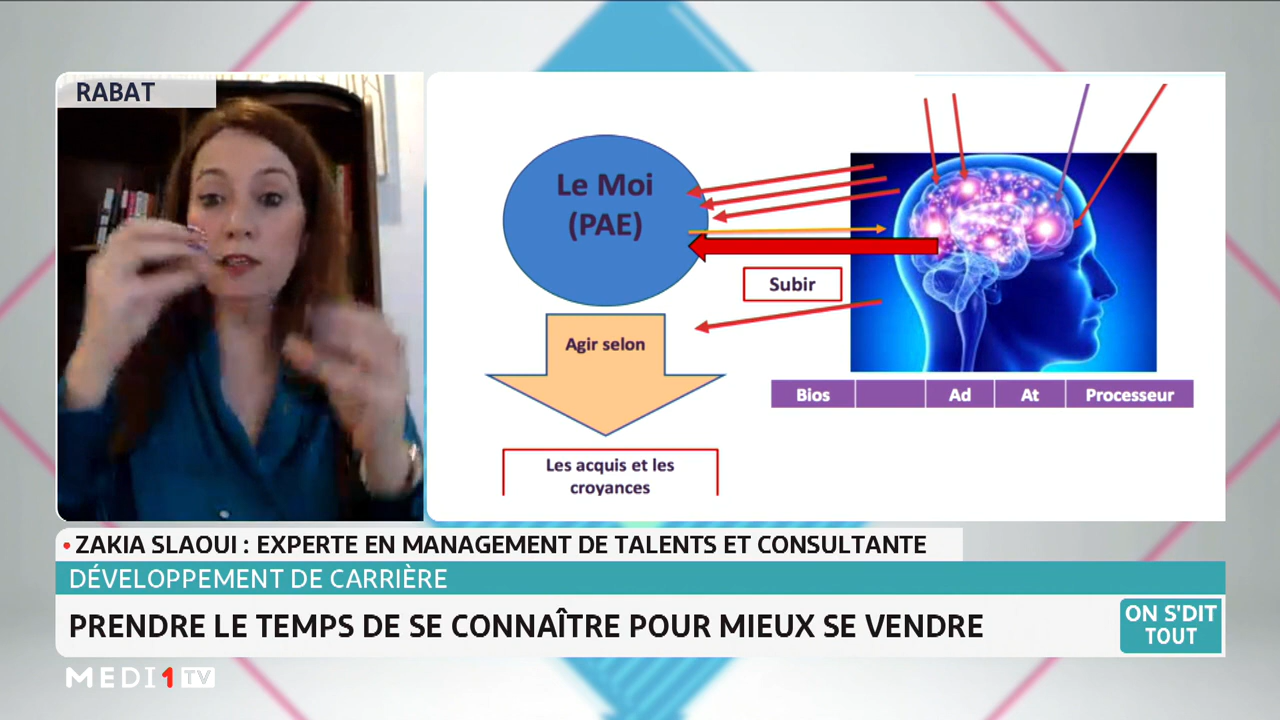 RABAT
Le Moi
(PAE)
Subir
Agir selon
Bios
Ad
At
Processeur
Les acquis et les
croyances
ZAKIA SLAOUI : EXPERTE EN MANAGEMENT DE TALENTS ET CONSULTANTE
DÉVELOPPEMENT DE CARRIÈRE
PRENDRE LE TEMPS DE SE CONNAÎTRE POUR MIEUX SE VENDRE
ON S'DIT
TOUT
MEDI1TV